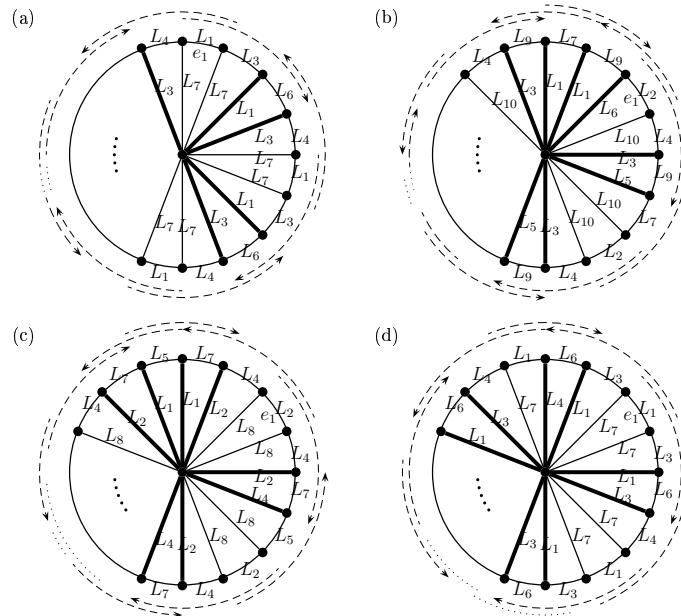 (a)
L₄ L₁
e₁
L₃
L₃ L₇ L₇ L₆
L₁
L₃ L₄
L₇
L₇ L₁
L₁
L₇ L₇ L₃ L₃
L₆
L₁ L₄
(b)
L₉ L₇
L₄ L₉
L₃ L₁ L₁
L₁₀ L₆ e₁ L₂
L₁₀ L₄
L₃
L₅ L₉
L₁₀
L₅ L₃ L₁₀ L₇
L₂
L₉ L₄
(c)
L₅ L₇
L₇ L₄
L₄ L₂ L₁ L₂ e₁ L₂
L₈ L₈
L₈
L₂
L₄ L₇
L₈
L₄ L₂ L₈ L₅
L₂
L₇ L₄
(d)
L₁ L₆
L₄ L₇ L₃
L₆ L₃ L₄ L₁ e₁ L₁
L₁ L₇
L₇ L₃
L₁
L₃ L₆
L₇
L₃ L₁ L₇ L₄
L₁
L₆ L₃